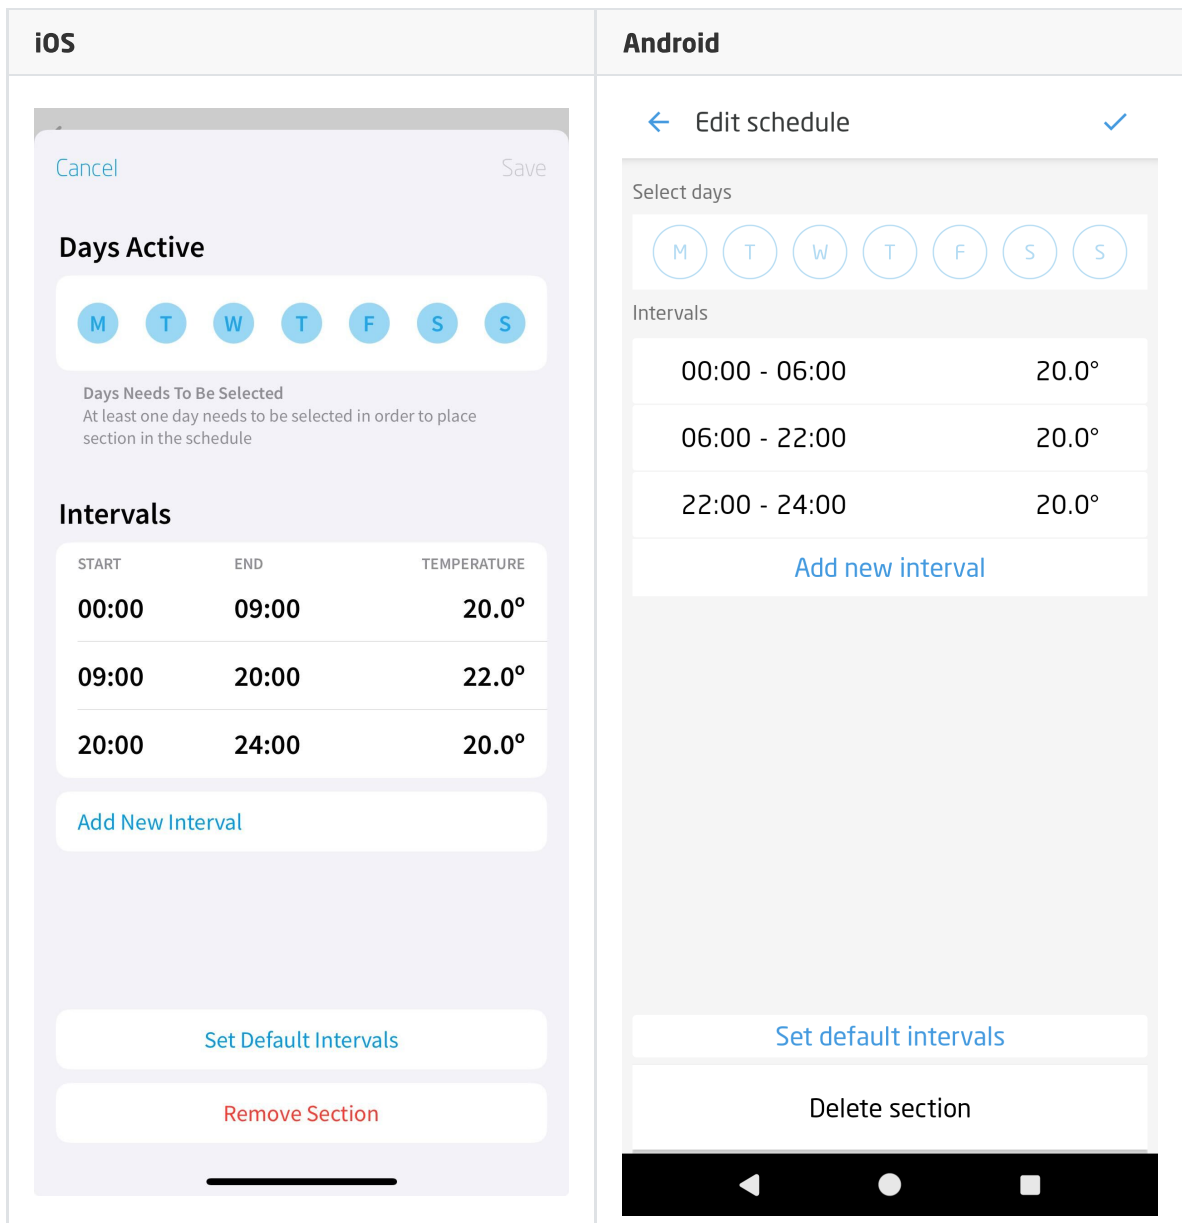 iOS
Cancel Save
Days Active
M T W T F S S
Days Needs To Be Selected
At least one day needs to be selected in order to place
section in the schedule
Intervals
START END TEMPERATURE
00:00 09:00 20.0º
09:00 20:00 22.0º
20:00 24:00 20.0º
Add New Interval
Set Default Intervals
Remove Section
Android
Edit schedule
Select days
M T W T F S S
Intervals
00:00 - 06:00 20.0°
06:00 - 22:00 20.0°
22:00 - 24:00 20.0°
Add new interval
Set default intervals
Delete section